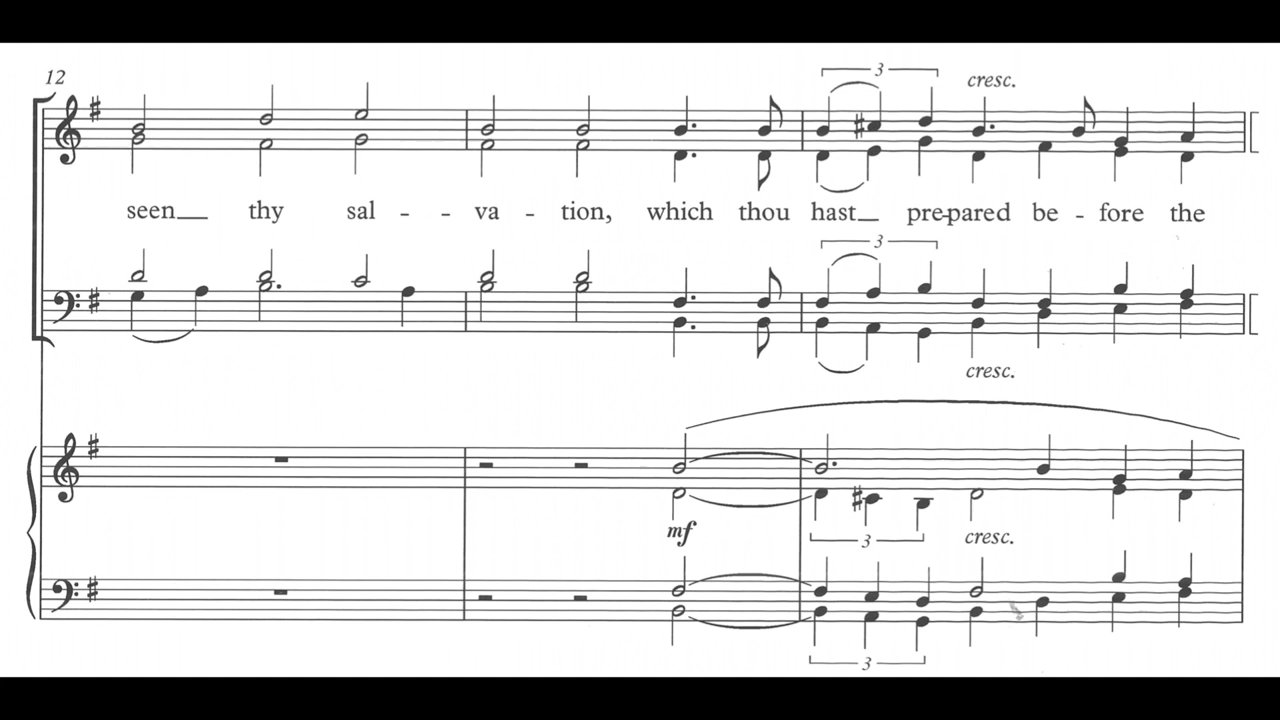 12
3 cresc.
seen thy sal - - va - tion, which thou hast pre-pared be - fore the
3
cresc.
mf 3 cresc.
3